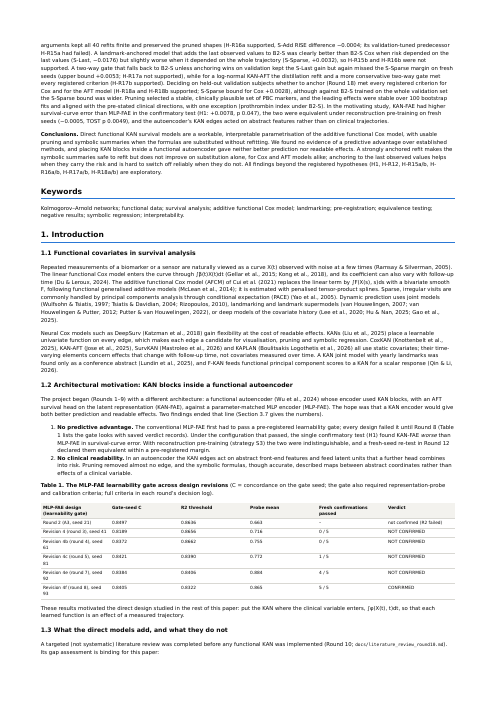 arguments kept all 40 refits finite and preserved the pruned shapes (H-R16a supported, S-Add RISE difference −0.0004; its validation-tuned predecessor
H-R15a had failed). A landmark-anchored model that adds the last observed values to B2-S was clearly better than B2-S Cox when risk depended on the
last values (S-Last, −0.0176) but slightly worse when it depended on the whole trajectory (S-Sparse, +0.0032), so H-R15b and H-R16b were not
supported. A two-way gate that falls back to B2-S unless anchoring wins on validation kept the S-Last gain but again missed the S-Sparse margin on fresh
seeds (upper bound +0.0053; H-R17a not supported), while for a log-normal KAN-AFT the distillation refit and a more conservative two-way gate met
every registered criterion (H-R17b supported). Deciding on held-out validation subjects whether to anchor (Round 18) met every registered criterion for
Cox and for the AFT model (H-R18a and H-R18b supported; S-Sparse bound for Cox 0.0028), although against B2-S trained on the whole validation set
the S-Sparse bound was wider. Pruning selected a stable, clinically plausible set of PBC markers, and the leading effects were stable over 100 bootstrap
fits and aligned with the pre-stated clinical directions, with one exception (prothrombin index under B2-S). In the motivating study, KAN-FAE had higher
survival-curve error than MLP-FAE in the confirmatory test (H1: +0.0078, p 0.047), the two were equivalent under reconstruction pre-training on fresh
seeds (−0.0005, TOST p 0.0049), and the autoencoder's KAN edges acted on abstract features rather than on clinical trajectories.
Conclusions. Direct functional KAN survival models are a workable, interpretable parametrisation of the additive functional Cox model, with usable
pruning and symbolic summaries when the formulas are substituted without refitting. We found no evidence of a predictive advantage over established
methods, and placing KAN blocks inside a functional autoencoder gave neither better prediction nor readable effects. A strongly anchored refit makes the
symbolic summaries safe to refit but does not improve on substitution alone, for Cox and AFT models alike; anchoring to the last observed values helps
when they carry the risk and is hard to switch off reliably when they do not. All findings beyond the registered hypotheses (H1, H12, H-R15a/b, H-
R16a/b, H-R17a/b, H-R18a/b) are exploratory.
Keywords
Kolmogorov–Arnold networks; functional data; survival analysis; additive functional Cox model; landmarking; pre-registration; equivalence testing;
negative results; symbolic regression; interpretability.
1. Introduction
1.1 Functional covariates in survival analysis
Repeated measurements of a biomarker or a sensor are naturally viewed as a curve X(t) observed with noise at a few times (Ramsay & Silverman, 2005).
The linear functional Cox model enters the curve through ∫β(t)X(t)dt (Gellar et al., 2015; Kong et al., 2018), and its coefficient can also vary with follow-up
time (Du & Leroux, 2024). The additive functional Cox model (AFCM) of Cui et al. (2021) replaces the linear term by ∫F(X(s), s)ds with a bivariate smooth
F, following functional generalised additive models (McLean et al., 2014); it is estimated with penalised tensor-product splines. Sparse, irregular visits are
commonly handled by principal components analysis through conditional expectation (PACE) (Yao et al., 2005). Dynamic prediction uses joint models
(Wulfsohn & Tsiatis, 1997; Tsiatis & Davidian, 2004; Rizopoulos, 2010), landmarking and landmark supermodels (van Houwelingen, 2007; van
Houwelingen & Putter, 2012; Putter & van Houwelingen, 2022), or deep models of the covariate history (Lee et al., 2020; Hu & Nan, 2025; Gao et al.,
2025).
Neural Cox models such as DeepSurv (Katzman et al., 2018) gain flexibility at the cost of readable effects. KANs (Liu et al., 2025) place a learnable
univariate function on every edge, which makes each edge a candidate for visualisation, pruning and symbolic regression. CoxKAN (Knottenbelt et al.,
2025), KAN-AFT (Jose et al., 2025), SurvKAN (Mastroleo et al., 2026) and KAPLAN (Boulitsakis Logothetis et al., 2026) all use static covariates; their time-
varying elements concern effects that change with follow-up time, not covariates measured over time. A KAN joint model with yearly landmarks was
found only as a conference abstract (Lundin et al., 2025), and F-KAN feeds functional principal component scores to a KAN for a scalar response (Qin & Li,
2026).
1.2 Architectural motivation: KAN blocks inside a functional autoencoder
The project began (Rounds 1–9) with a different architecture: a functional autoencoder (Wu et al., 2024) whose encoder used KAN blocks, with an AFT
survival head on the latent representation (KAN-FAE), against a parameter-matched MLP encoder (MLP-FAE). The hope was that a KAN encoder would give
both better prediction and readable effects. Two findings ended that line (Section 3.7 gives the numbers).
1. No predictive advantage. The conventional MLP-FAE first had to pass a pre-registered learnability gate; every design failed it until Round 8 (Table
1 lists the gate looks with saved verdict records). Under the configuration that passed, the single confirmatory test (H1) found KAN-FAE worse than
MLP-FAE in survival-curve error. With reconstruction pre-training (section 3.7) the two were indistinguishable, and a fresh-seed re-test in Round 12
declared them equivalent within a pre-registered margin.
2. No clinical readability. In an autoencoder the KAN edges act on abstract front-end features and feed latent units that each combine a mixture from
them. Pruning removed almost no edge, and the symbolic formulas, though accurate, described maps between abstract coordinates rather than
effects of a clinical variable.
Table 1. The MLP-FAE learnability gate across design revisions (C = concordance on the gate seed; the gate also required representation-probe
and calibration criteria; full criteria in each round's decision log).
MLP-FAE design (learnability gate) Gate-seed C R2 threshold Probe mean Fresh confirmations passed Verdict
Round 2 (A3, seed 21) 0.8497 0.8636 0.663 – not confirmed (R2 failed)
Revision 4 (round 3), seed 41 0.8189 0.8656 0.716 0 / 5 NOT CONFIRMED
Revision 4b (round 4), seed 61 0.8372 0.8662 0.755 0 / 5 NOT CONFIRMED
Revision 4c (round 5), seed 81 0.8421 0.8390 0.772 1 / 5 NOT CONFIRMED
Revision 4e (round 7), seed 92 0.8384 0.8406 0.884 4 / 5 NOT CONFIRMED
Revision 4f (round 8), seed 93 0.8405 0.8322 0.865 5 / 5 CONFIRMED
These results motivated the direct design studied in the rest of this paper: put the KAN where the clinical variable enters, ∫φ(X(t), t)dt, so that each
learned function is an effect of a measured trajectory.
1.3 What the direct models add, and what they do not
A targeted (not systematic) literature review was completed before any functional KAN was implemented (Round 10; docs/literature_review_round10.md).
Its gap assessment is binding for this paper: